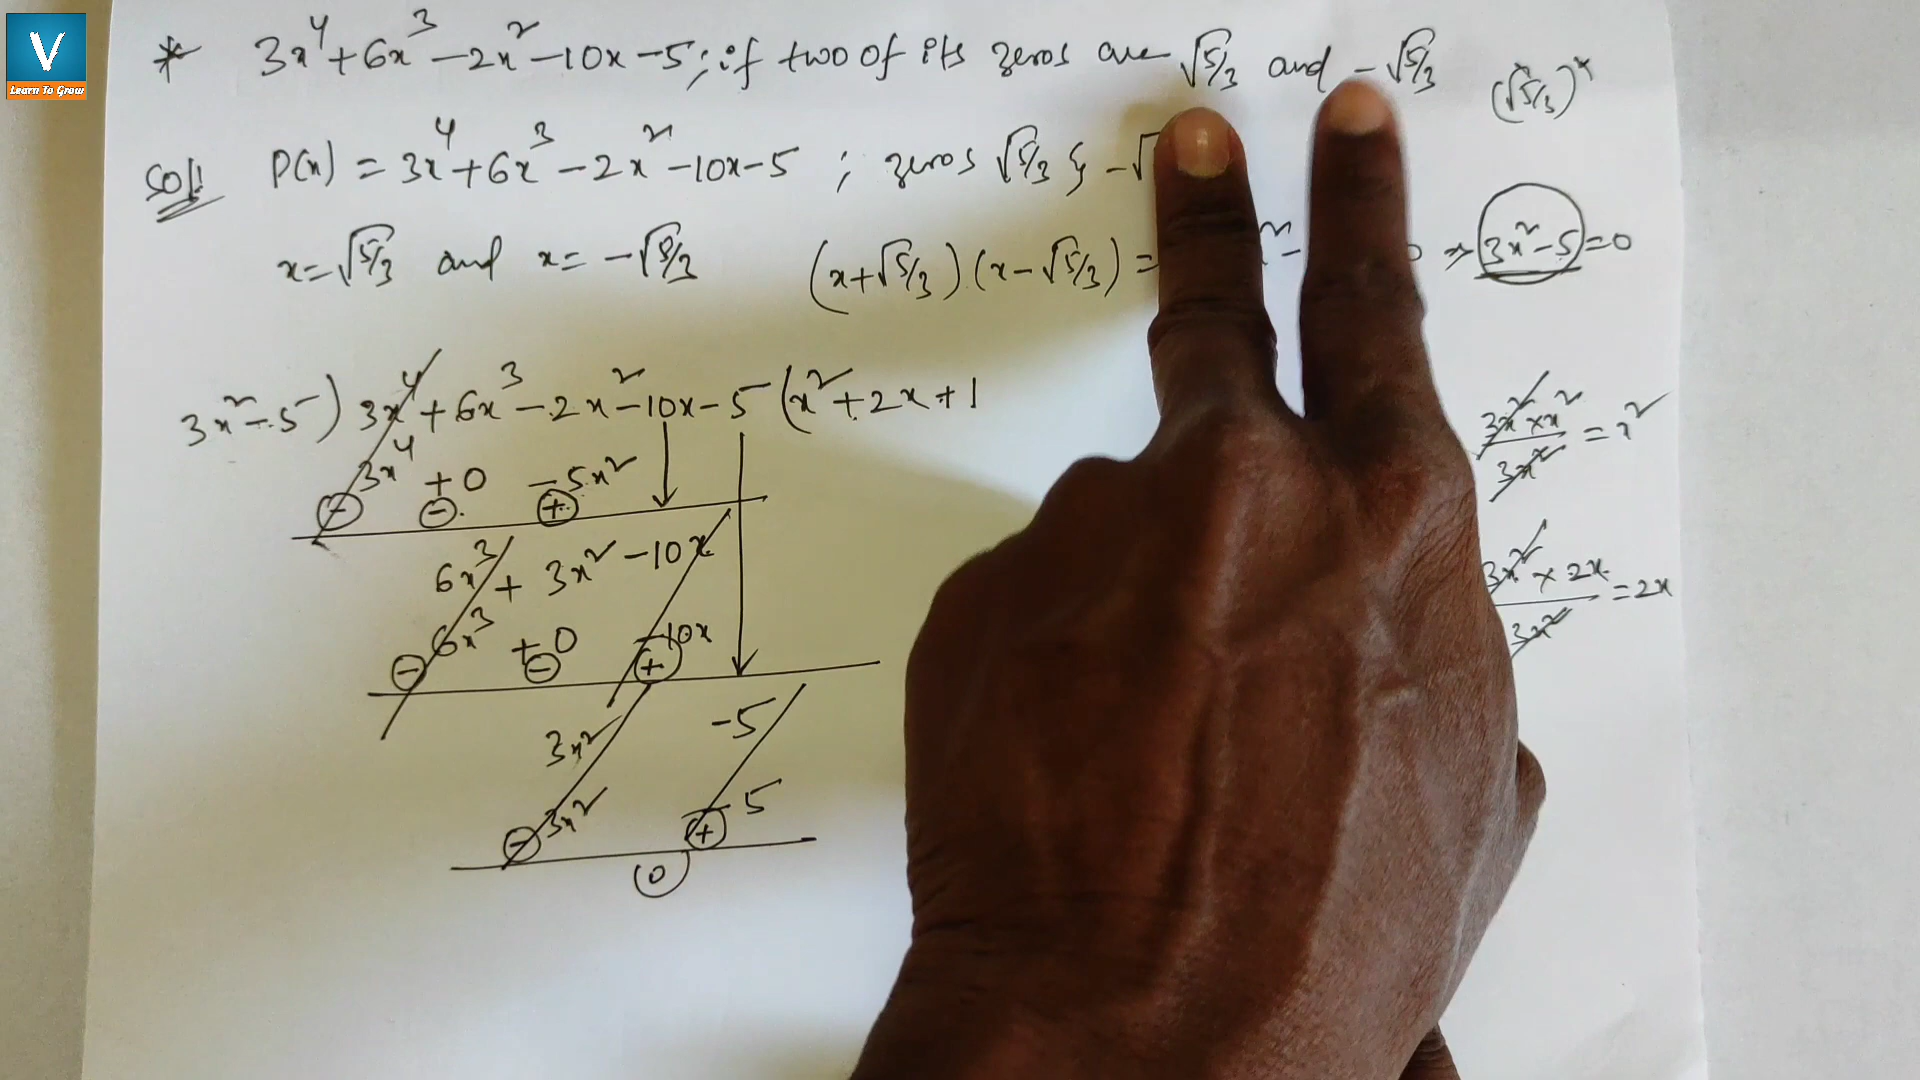 V
Learn To Grow
* 3x⁴+6x³-2x²-10x-5; if two of its zeros are √5/3 and -√5/3
(√5/3)²
Sol: P(x) = 3x⁴+6x³-2x²-10x-5 ; zeros √5/3 & -√
x=√5/3 and x=-√5/3 (x+√5/3)(x-√5/3) = x²- 0 ⇒ 3x²-5=0
3x²-5) 3x⁴+6x³-2x²-10x-5 (x²+2x+1
3x⁴ +0 -5x²
- - +
6x³+3x²-10x
6x³ +0 -10x
- - +
3x² -5
3x² -5
- +
0
3x²×x²/3x² = x²
3x²×2x/3x² = 2x